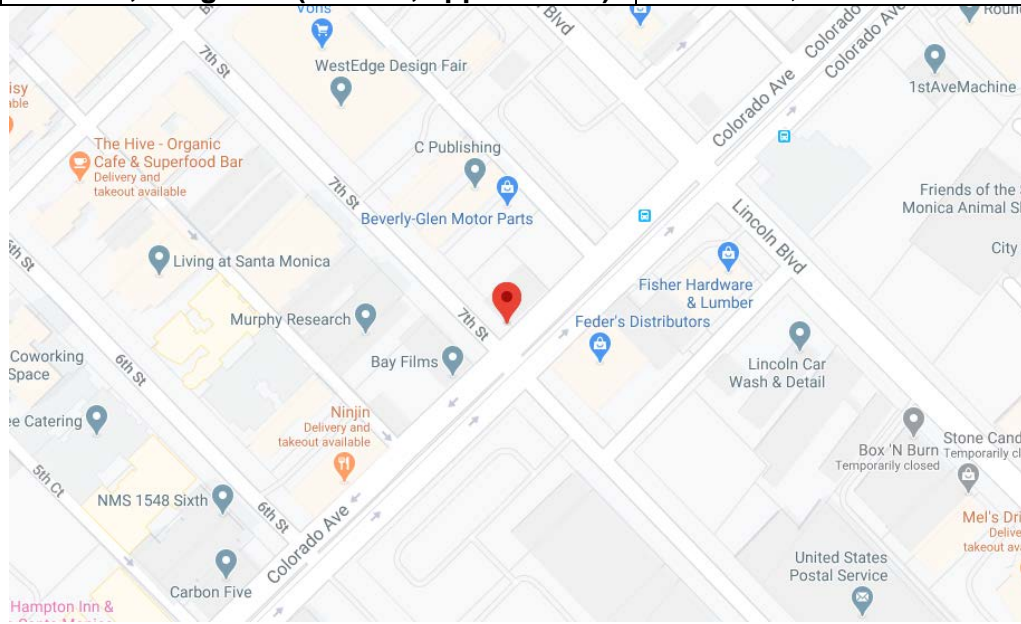 Vons
Blvd
Colorado
Colorado Ave
Colorado Ave
7th St
WestEdge Design Fair
1stAveMachine
The Hive - Organic
Cafe & Superfood Bar
Delivery and
takeout available
C Publishing
7th St
Beverly-Glen Motor Parts
Friends of the
Monica Animal
City
Lincoln Blvd
Living at Santa Monica
Fisher Hardware
& Lumber
Murphy Research
7th St
Feder's Distributors
Bay Films
Coworking
Space
6th St
Lincoln Car
Wash & Detail
Catering
Ninjin
Delivery and
takeout available
Box 'N Burn
Temporarily closed
Stone
Temporarily
5th Ct
NMS 1548 Sixth
6th St
Colorado Ave
Mel's
takeout
United States
Postal Service
Carbon Five
Hampton Inn &